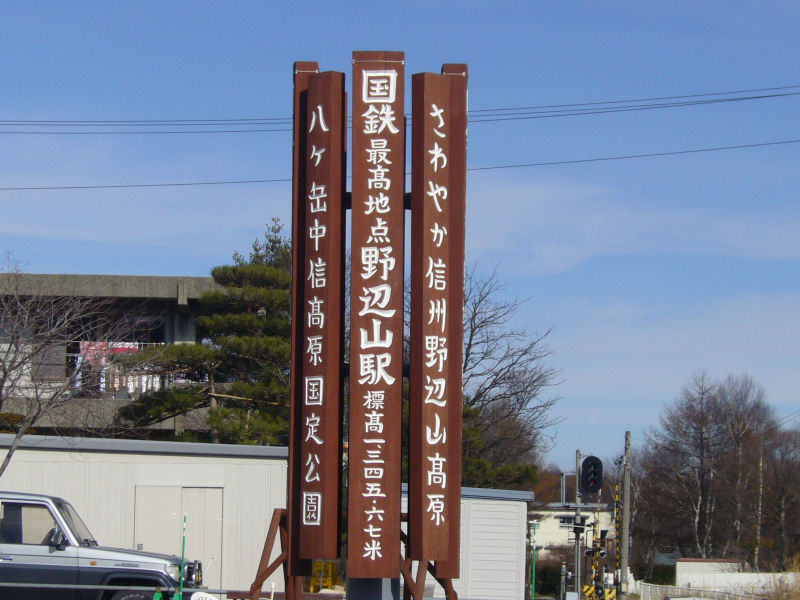 さわやか信州野辺山高原
国鉄最高地点野辺山駅標高一、三四五・六七米
八ヶ岳中信高原国定公園